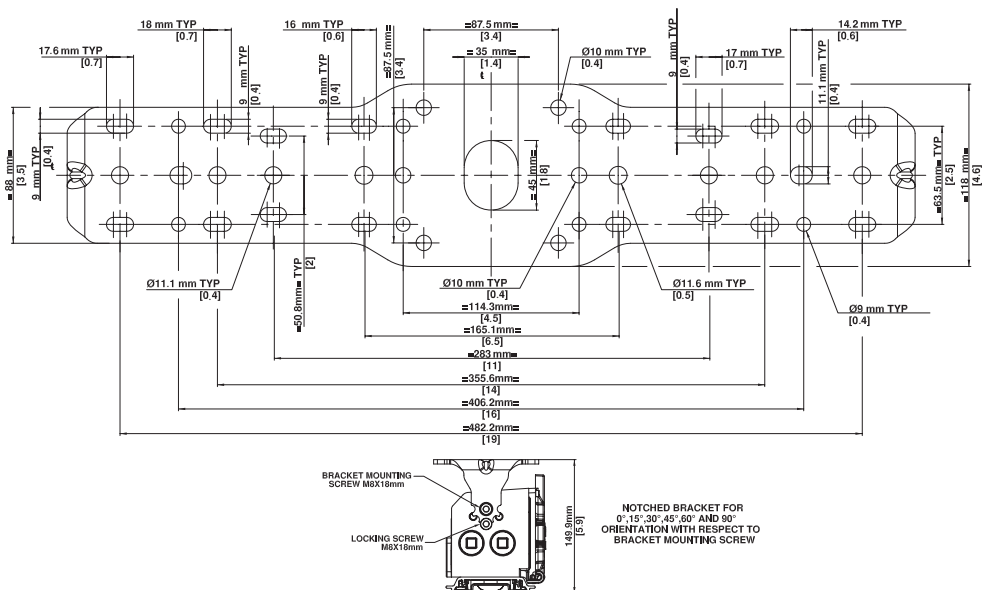 18 mm TYP
[0.7]
16 mm TYP
[0.6]
=87.5mm=
[3.4]
14.2 mm TYP
[0.6]
17.6 mm TYP
[0.7]
9 mm TYP
[0.4]
9 mm TYP
[0.4]
=87.5mm=
[3.4]
=35 mm=
[1.4]
Ø10 mm TYP
[0.4]
9 mm TYP
[0.4]
17 mm TYP
[0.7]
11.1 mm TYP
[0.4]
=88 mm=
[3.5]
9 mm TYP
[0.4]
=45 mm=
[1.8]
=63.5mm=TYP
[2.5]
=118 mm=
[4.6]
Ø11.1 mm TYP
[0.4]
=50.8mm= TYP
[2]
Ø10 mm TYP
[0.4]
Ø11.6 mm TYP
[0.5]
Ø9 mm TYP
[0.4]
=114.3mm=
[4.5]
=165.1mm=
[6.5]
=283 mm=
[11]
=355.6mm=
[14]
=406.2mm=
[16]
=482.2mm=
[19]
BRACKET MOUNTING
SCREW M8X18mm
LOCKING SCREW
M8X18mm
149.9mm
[5.9]
NOTCHED BRACKET FOR
0°,15°,30°,45°,60° AND 90°
ORIENTATION WITH RESPECT TO
BRACKET MOUNTING SCREW